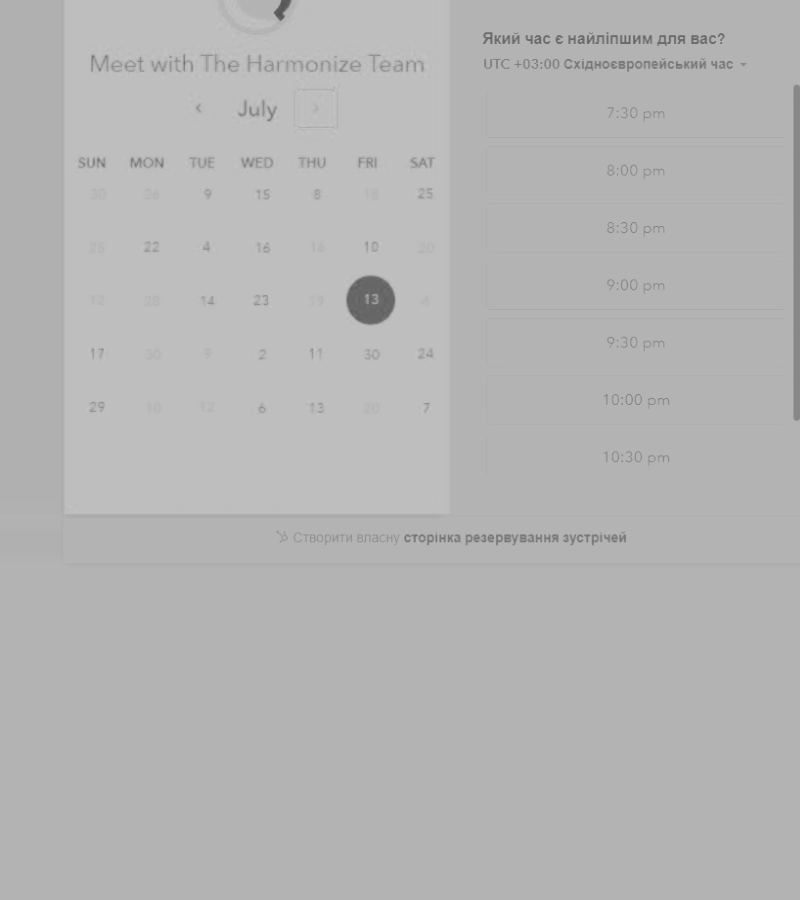 Meet with The Harmonize Team
July
SUN MON TUE WED THU FRI SAT
30 26 9 15 8 18 25
22 4 16 18 10 20
12 28 14 23 19 13 6
17 30 9 2 11 30 24
29 10 12 6 13 20 7
Який час є найліпшим для вас?
UTC +03:00 Східноєвропейський час
7:30 pm
8:00 pm
8:30 pm
9:00 pm
9:30 pm
10:00 pm
10:30 pm
Створити власну сторінка резервування зустрічей